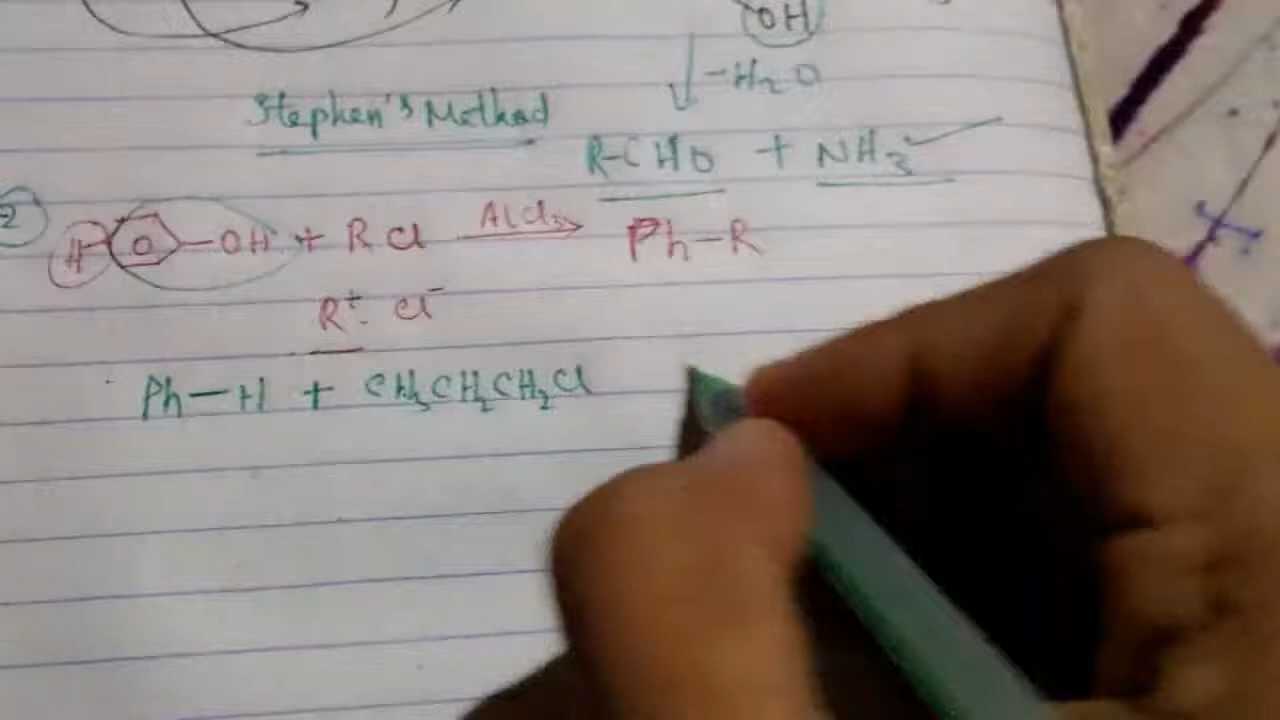 OH
↓ -H₂O
Stephen's Method
R-CHO + NH₃
2 H-⌬-OH + RCl AlCl₃→ Ph-R
R⁺ Cl⁻
Ph-H + CH₃CH₂CH₂Cl